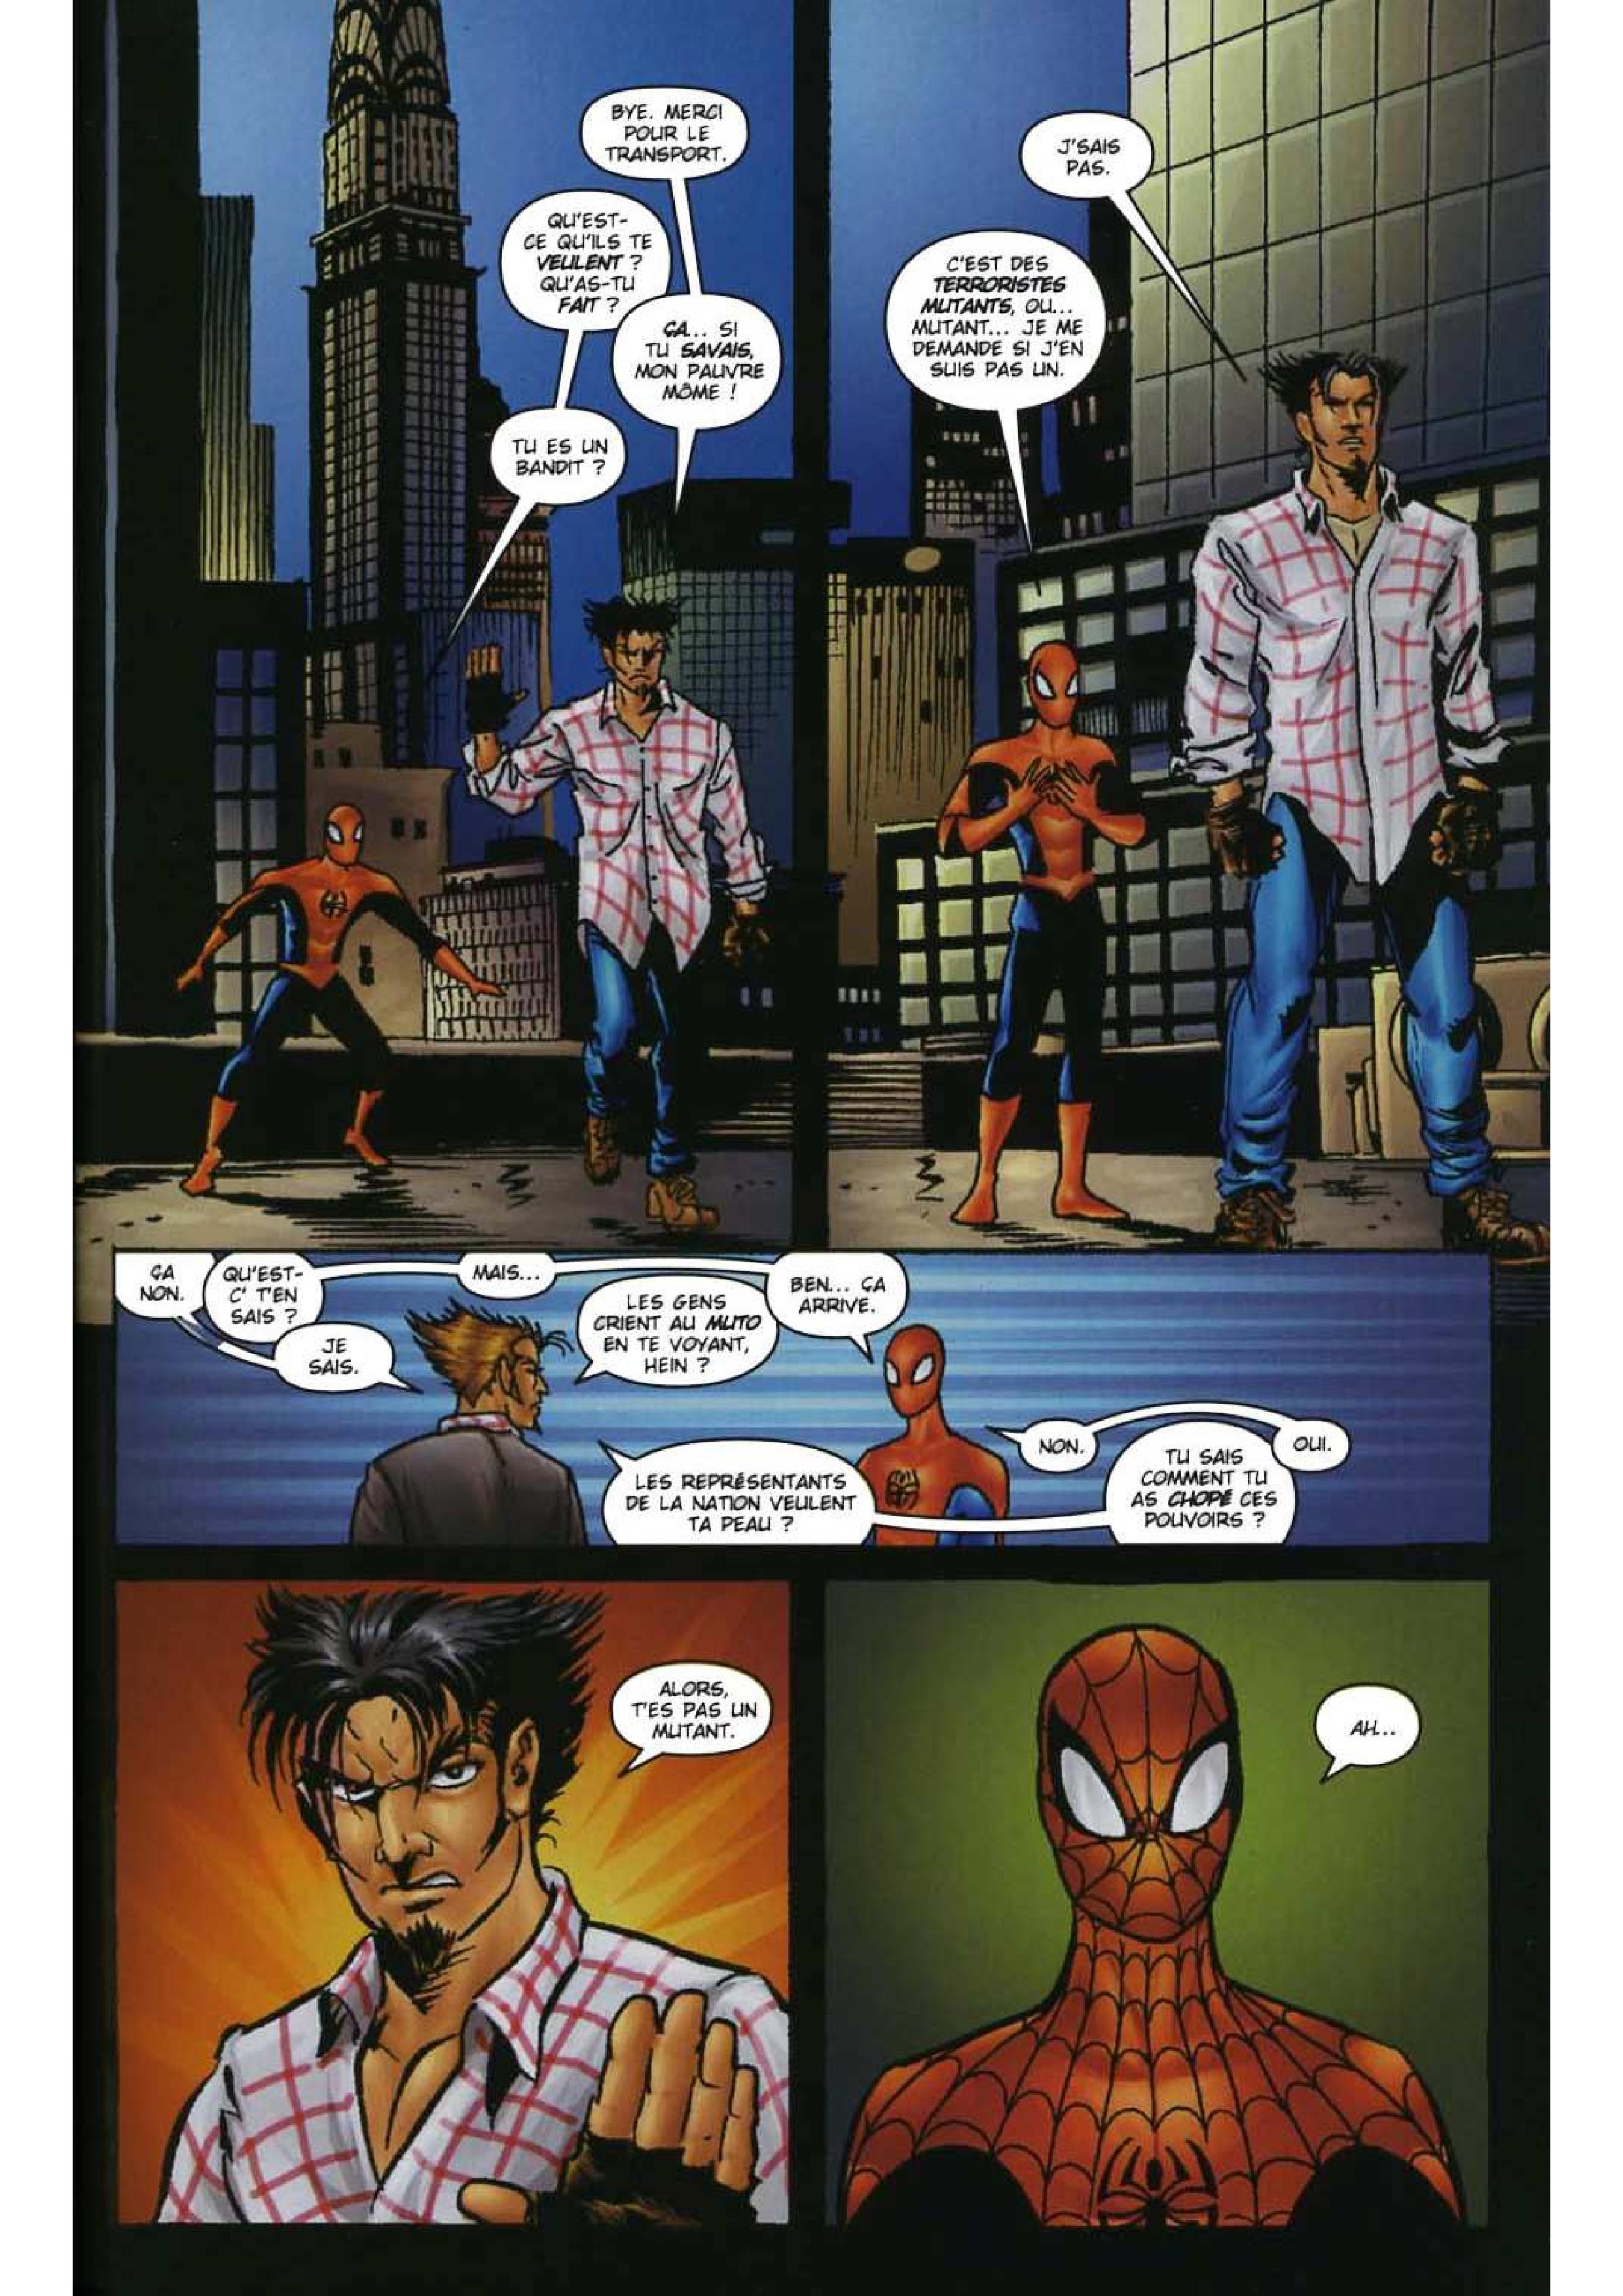 BYE. MERCI
POUR LE
TRANSPORT.
QU'EST-
CE QU'ILS TE
VEULENT ?
QU'AS-TU
FAIT ?
ÇA... SI
TU SAVAIS,
MON PAUVRE
MÔME !
TU ES UN
BANDIT ?
J'SAIS
PAS.
C'EST DES
TERRORISTES
MUTANTS, OU...
MUTANT... JE ME
DEMANDE SI J'EN
SUIS PAS UN.
ÇA
NON.
QU'EST-
C' T'EN
SAIS ?
JE
SAIS.
MAIS...
LES GENS
CRIENT AU MUTO
EN TE VOYANT,
HEIN ?
BEN... ÇA
ARRIVE.
LES REPRÉSENTANTS
DE LA NATION VEULENT
TA PEAU ?
NON.
TU SAIS
COMMENT TU
AS CHOPÉ CES
POUVOIRS ?
OUI.
ALORS,
T'ES PAS UN
MUTANT.
AH...